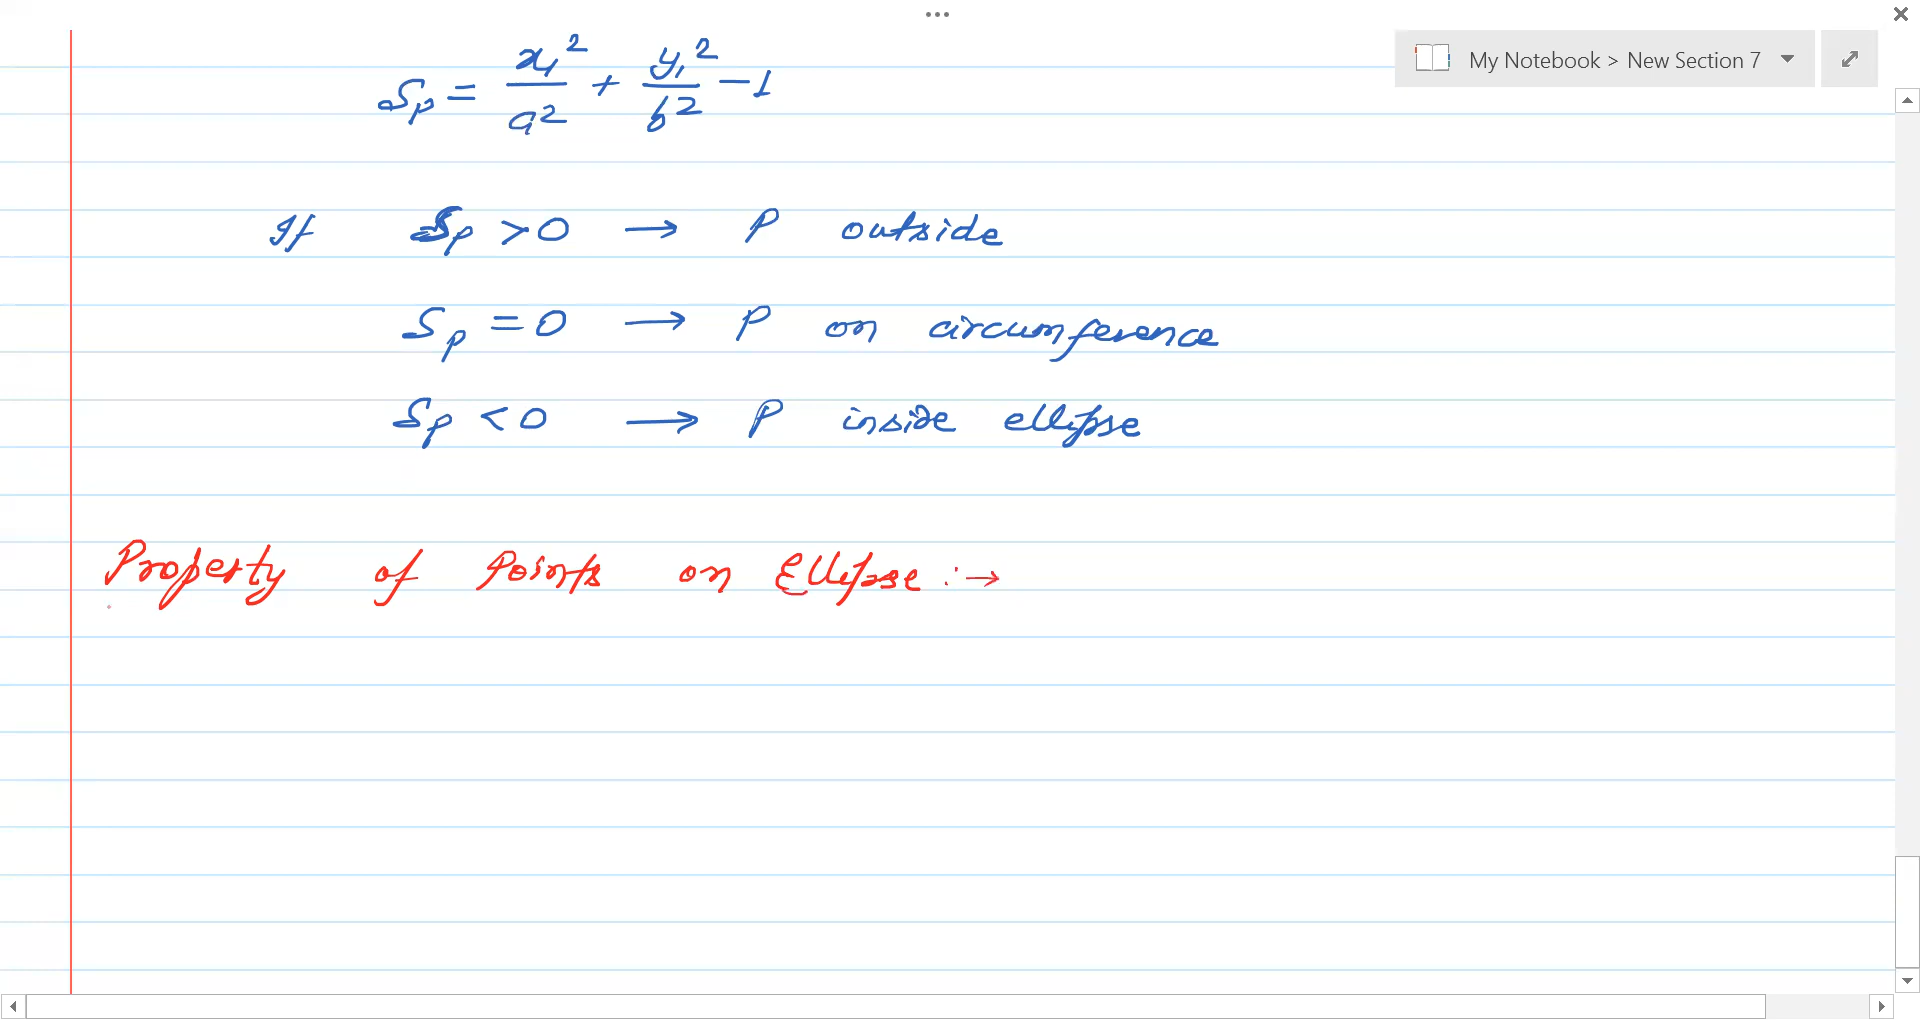 My Notebook > New Section 7
Sp = x₁²/a² + y₁²/b² - 1
If Sp > 0 → P outside
Sp = 0 → P on circumference
Sp < 0 → P inside ellipse
Property of Points on Ellipse :→